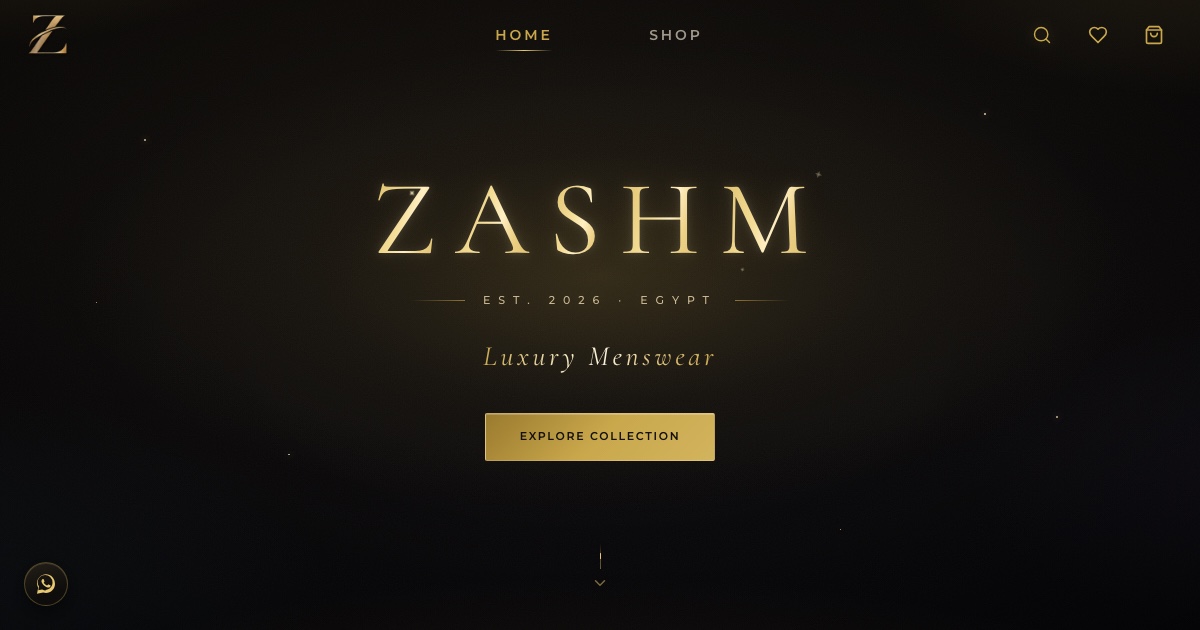 Z
HOME
SHOP
ZASHM
EST. 2026 · EGYPT
Luxury Menswear
EXPLORE COLLECTION